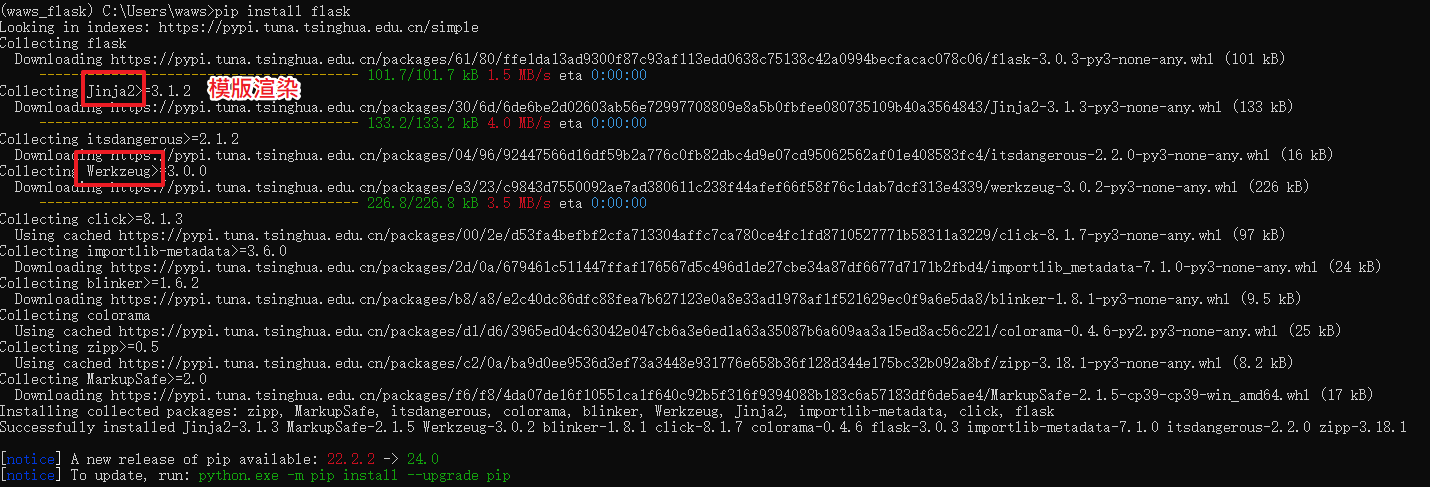 (waws_flask) C:\Users\waws>pip install flask
Looking in indexes: https://pypi.tuna.tsinghua.edu.cn/simple
Collecting flask
Downloading https://pypi.tuna.tsinghua.edu.cn/packages/61/80/ffe1da13ad9300f87c93af113edd0638c75138c42a0994becfacac078c06/flask-3.0.3-py3-none-any.whl (101 kB)
---------------------------------------- 101.7/101.7 kB 1.5 MB/s eta 0:00:00
Collecting Jinja2>=3.1.2 模版渲染
Downloading https://pypi.tuna.tsinghua.edu.cn/packages/30/6d/6de6be2d02603ab56e72997708809e8a5b0fbfee080735109b40a3564843/Jinja2-3.1.3-py3-none-any.whl (133 kB)
---------------------------------------- 133.2/133.2 kB 4.0 MB/s eta 0:00:00
Collecting itsdangerous>=2.1.2
Downloading https://pypi.tuna.tsinghua.edu.cn/packages/04/96/92447566d16df59b2a776c0fb82dbc4d9e07cd95062562af01e408583fc4/itsdangerous-2.2.0-py3-none-any.whl (16 kB)
Collecting Werkzeug>=3.0.0
Downloading https://pypi.tuna.tsinghua.edu.cn/packages/e3/23/c9843d7550092ae7ad380611c238f44afef66f58f76c1dab7dcf313e4339/werkzeug-3.0.2-py3-none-any.whl (226 kB)
---------------------------------------- 226.8/226.8 kB 3.5 MB/s eta 0:00:00
Collecting click>=8.1.3
Using cached https://pypi.tuna.tsinghua.edu.cn/packages/00/2e/d53fa4befbf2cfa713304affc7ca780ce4fc1fd8710527771b58311a3229/click-8.1.7-py3-none-any.whl (97 kB)
Collecting importlib-metadata>=3.6.0
Downloading https://pypi.tuna.tsinghua.edu.cn/packages/2d/0a/679461c511447ffaf176567d5c496d1de27cbe34a87df6677d7171b2fbd4/importlib_metadata-7.1.0-py3-none-any.whl (24 kB)
Collecting blinker>=1.6.2
Downloading https://pypi.tuna.tsinghua.edu.cn/packages/b8/a8/e2c40dc86dfc88fea7b627123e0a8e33ad1978af1f521629ec0f9a6e5da8/blinker-1.8.1-py3-none-any.whl (9.5 kB)
Collecting colorama
Using cached https://pypi.tuna.tsinghua.edu.cn/packages/d1/d6/3965ed04c63042e047cb6a3e6ed1a63a35087b6a609aa3a15ed8ac56c221/colorama-0.4.6-py2.py3-none-any.whl (25 kB)
Collecting zipp>=0.5
Using cached https://pypi.tuna.tsinghua.edu.cn/packages/c2/0a/ba9d0ee9536d3ef73a3448e931776e658b36f128d344e175bc32b092a8bf/zipp-3.18.1-py3-none-any.whl (8.2 kB)
Collecting MarkupSafe>=2.0
Downloading https://pypi.tuna.tsinghua.edu.cn/packages/f6/f8/4da07de16f10551ca1f640c92b5f316f9394088b183c6a57183df6de5ae4/MarkupSafe-2.1.5-cp39-cp39-win_amd64.whl (17 kB)
Installing collected packages: zipp, MarkupSafe, itsdangerous, colorama, blinker, Werkzeug, Jinja2, importlib-metadata, click, flask
Successfully installed Jinja2-3.1.3 MarkupSafe-2.1.5 Werkzeug-3.0.2 blinker-1.8.1 click-8.1.7 colorama-0.4.6 flask-3.0.3 importlib-metadata-7.1.0 itsdangerous-2.2.0 zipp-3.18.1
[notice] A new release of pip available: 22.2.2 -> 24.0
[notice] To update, run: python.exe -m pip install --upgrade pip